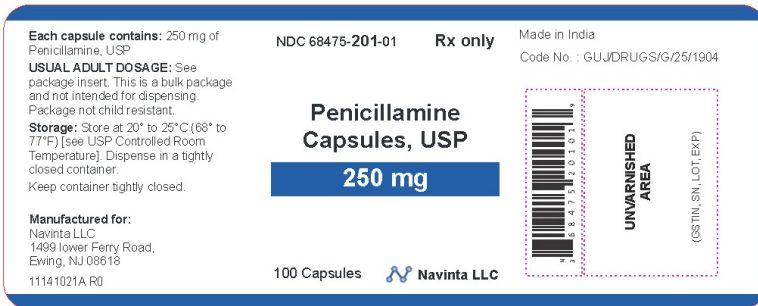 Each capsule contains: 250 mg of
Penicillamine, USP
USUAL ADULT DOSAGE: See
package insert. This is a bulk package
and not intended for dispensing.
Package not child resistant.
Storage: Store at 20° to 25°C (68° to
77°F) [see USP Controlled Room
Temperature]. Dispense in a tightly
closed container.
Keep container tightly closed.
Manufactured for:
Navinta LLC
1499 lower Ferry Road,
Ewing, NJ 08618
11141021A R0
NDC 68475-201-01 Rx only
Penicillamine
Capsules, USP
250 mg
100 Capsules Navinta LLC
Made in India
Code No. : GUJ/DRUGS/G/25/1904
3 68475 20101 9
UNVARNISHED
AREA
(GSTIN, SN, LOT, EXP)